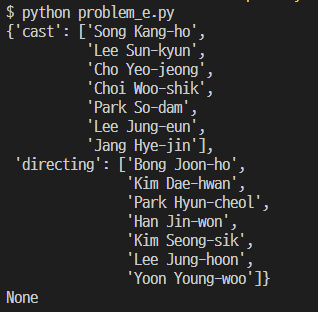 $ python problem_e.py
{'cast': ['Song Kang-ho',
'Lee Sun-kyun',
'Cho Yeo-jeong',
'Choi Woo-shik',
'Park So-dam',
'Lee Jung-eun',
'Jang Hye-jin'],
'directing': ['Bong Joon-ho',
'Kim Dae-hwan',
'Park Hyun-cheol',
'Han Jin-won',
'Kim Seong-sik',
'Lee Jung-hoon',
'Yoon Young-woo']}
None